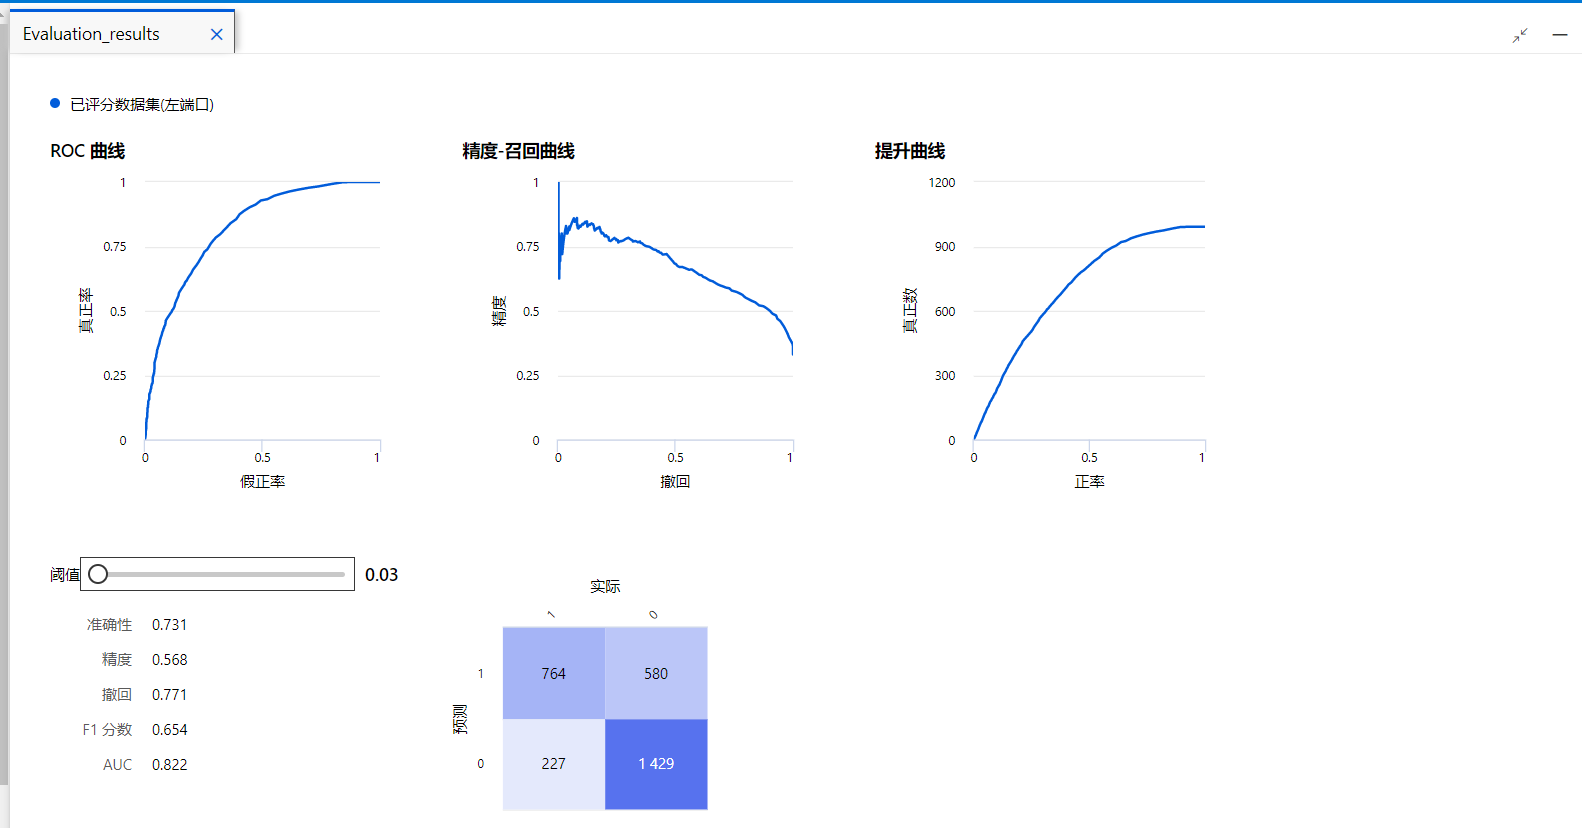 Evaluation_results
已评分数据集(左端口)
ROC 曲线
精度-召回曲线
提升曲线
1
0.75
0.5
0.25
0
真正率
0
0.5
1
假正率
1
0.75
0.5
0.25
0
精度
0
0.5
1
撤回
1200
900
600
300
0
真正数
0
0.5
1
正率
阈值
0.03
准确性 0.731
精度 0.568
撤回 0.771
F1 分数 0.654
AUC 0.822
实际
1 0
预测
1 764 580
0 227 1 429